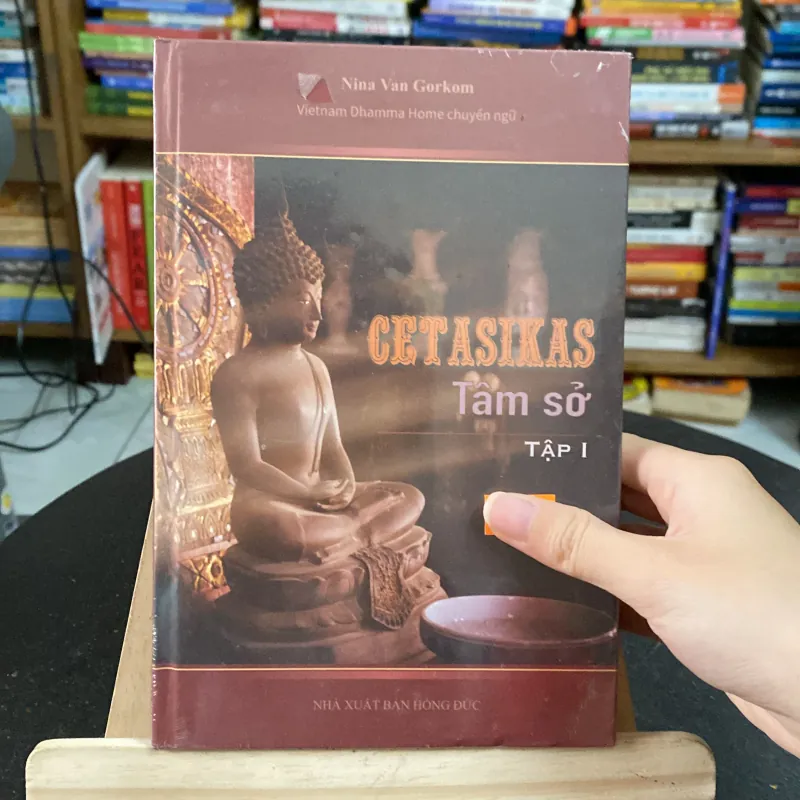 Nina Van Gorkom
Vietnam Dhamma Home chuyển ngữ
CETASIKAS
Tâm sở
TẬP I
NHÀ XUẤT BẢN HỒNG ĐỨC